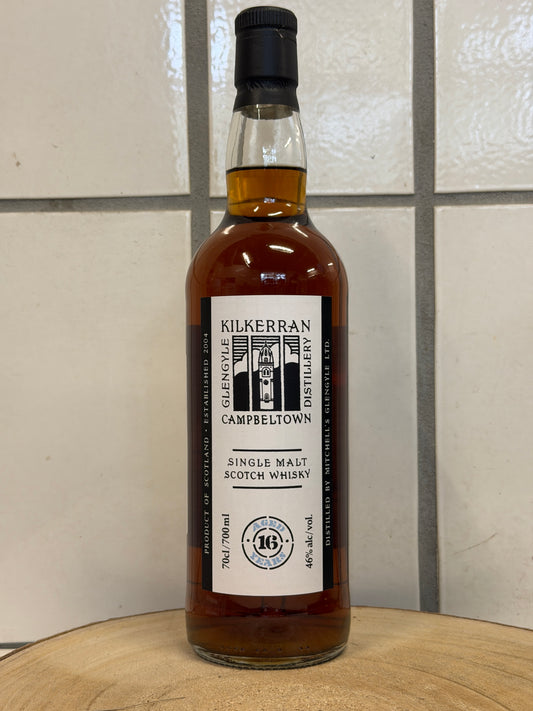 KILKERRAN
GLENGYLE
DISTILLERY
CAMPBELTOWN
SINGLE MALT
SCOTCH WHISKY
70cl/700ml
AGED
16
YEARS
46% alc/vol.
PRODUCT OF SCOTLAND • ESTABLISHED 2004
DISTILLED BY MITCHELL'S GLENGYLE LTD.